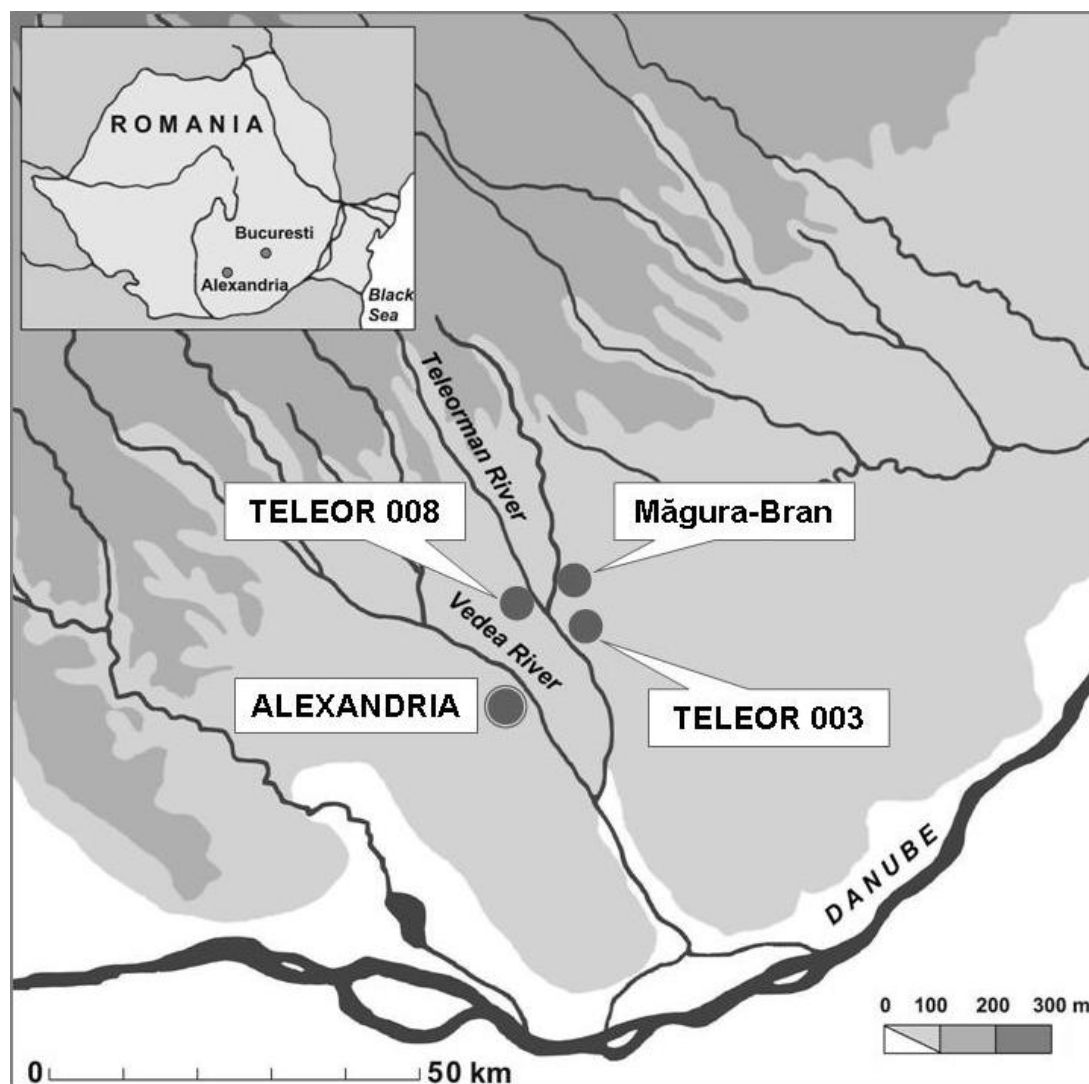 ROMANIA
Bucuresti
Alexandria
Black
Sea
Teleorman River
TELEOR 008
Măgura-Bran
Vedea River
ALEXANDRIA
TELEOR 003
DANUBE
0 100 200 300 m
0 50 km